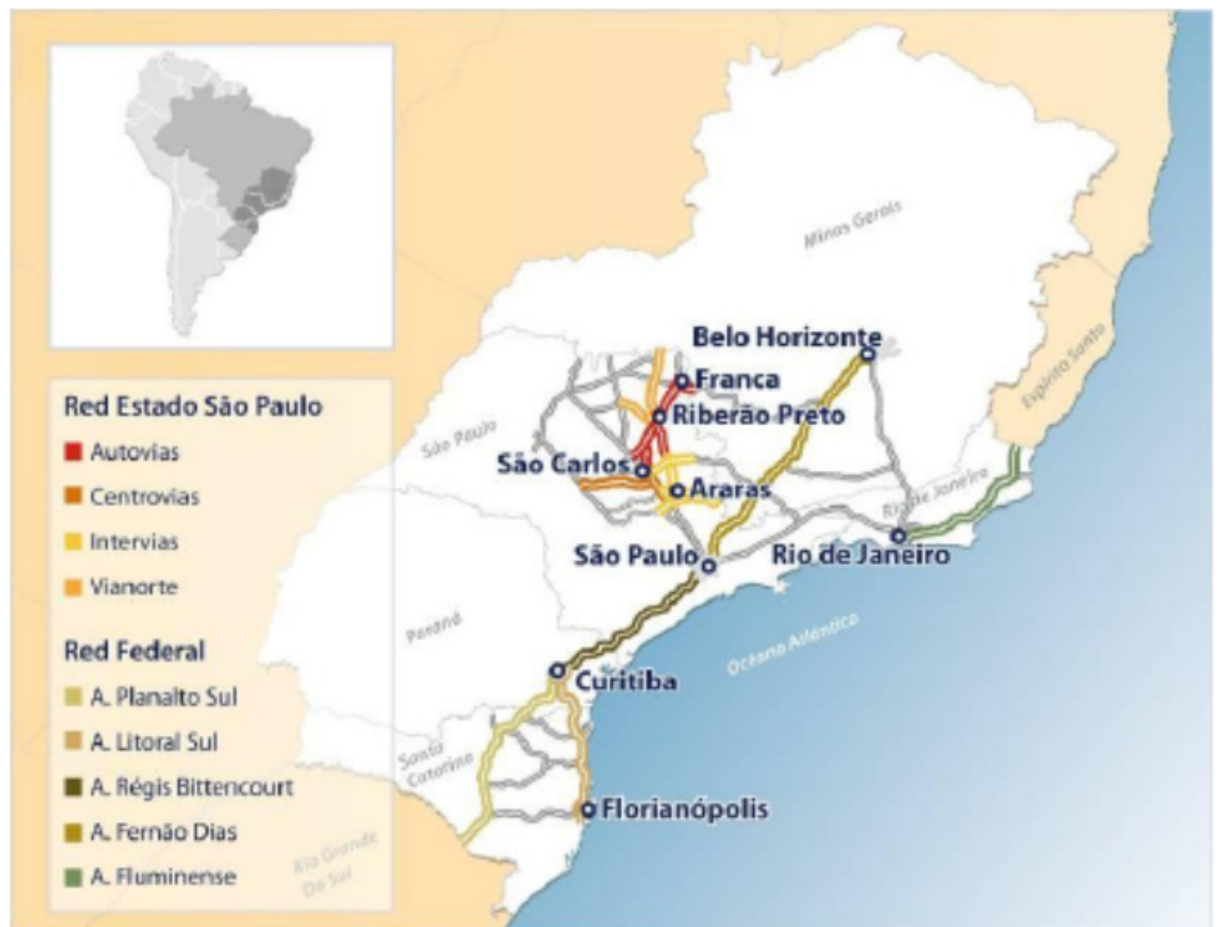 Red Estado São Paulo
Autovias
Centrovias
Intervias
Vianorte
Red Federal
A. Planalto Sul
A. Litoral Sul
A. Régis Bittencourt
A. Fernão Dias
A. Fluminense
Minas Gerais
Espírito Santo
Belo Horizonte
Franca
Riberão Preto
São Paulo
São Carlos
Araras
Rio de Janeiro
São Paulo
Rio de Janeiro
Paraná
Océano Atlántico
Curitiba
Santa
Catarina
Florianópolis
Rio Grande
Do Sul